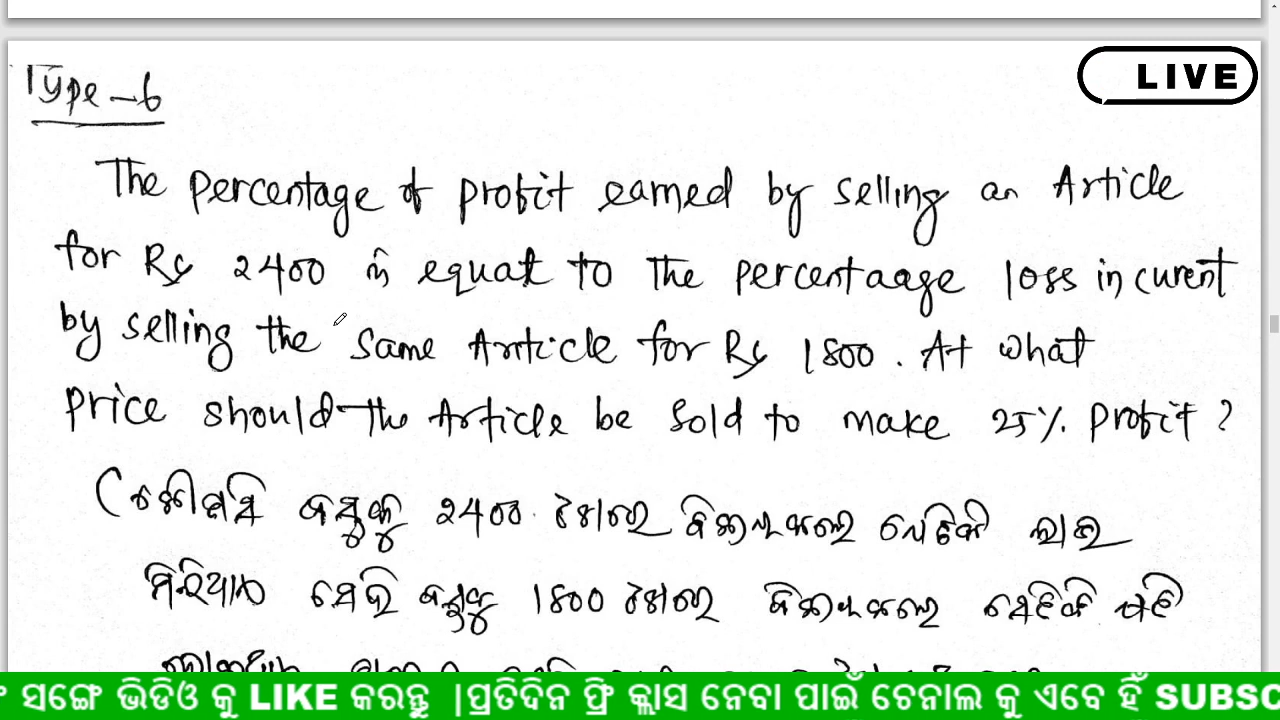 Type-6
LIVE
The percentage of profit earned by selling an Article
for Rs 2400 is equal to the percentaage loss incurent
by selling the same Article for Rs 1800. At what
price should the Article be sold to make 25% profit?
(ଗୋଟିଏ ବସ୍ତୁକୁ 2400 ଟଙ୍କାରେ ବିକ୍ରୟ କଲେ ଯେତିକି ଲାଭ
ମିଳିଥାଏ ସେହି ବସ୍ତୁକୁ 1800 ଟଙ୍କାରେ ବିକ୍ରୟ କଲେ ସେତିକି କ୍ଷତି
ସଙ୍ଗେ ଭିଡିଓ କୁ LIKE କରନ୍ତୁ |ପ୍ରତିଦିନ ଫ୍ରି କ୍ଲାସ ନେବା ପାଇଁ ଚେନାଲ କୁ ଏବେ ହିଁ SUBSC